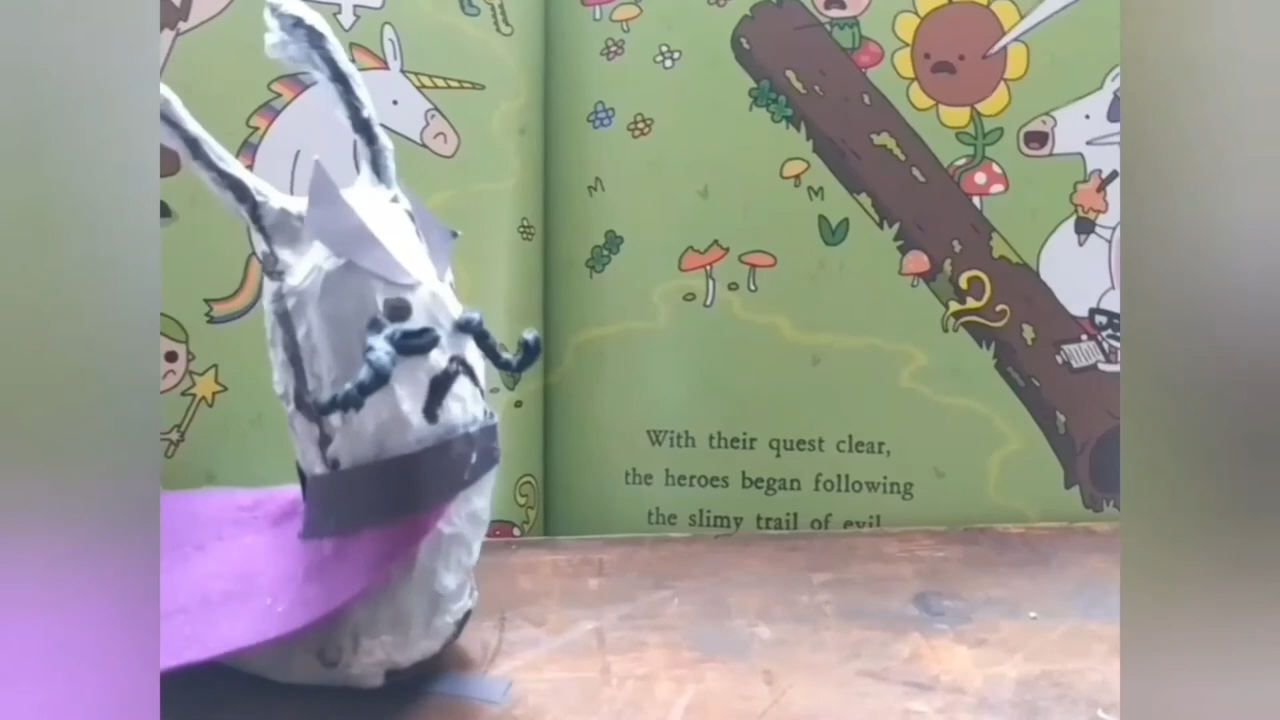 With their quest clear,
the heroes began following
the slimy trail of evil